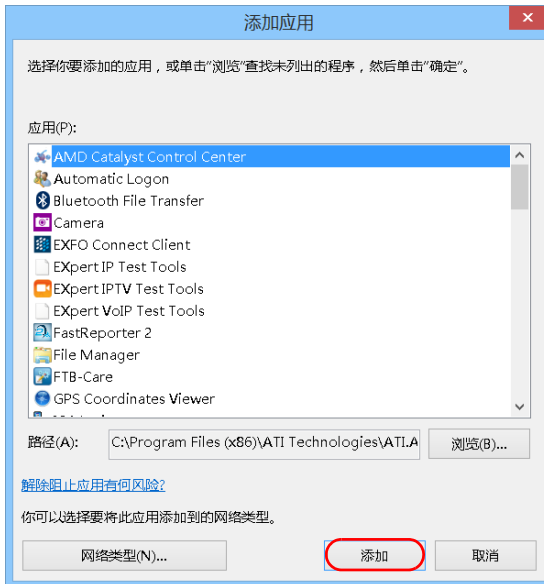 添加应用
选择你要添加的应用，或单击"浏览"查找未列出的程序，然后单击"确定"。
应用(P):
AMD Catalyst Control Center
Automatic Logon
Bluetooth File Transfer
Camera
EXFO Connect Client
EXpert IP Test Tools
EXpert IPTV Test Tools
EXpert VoIP Test Tools
FastReporter 2
File Manager
FTB-Care
GPS Coordinates Viewer
路径(A):
C:\Program Files (x86)\ATI Technologies\ATI.A
浏览(B)...
解除阻止应用有何风险?
你可以选择要将此应用添加到的网络类型。
网络类型(N)...
添加
取消